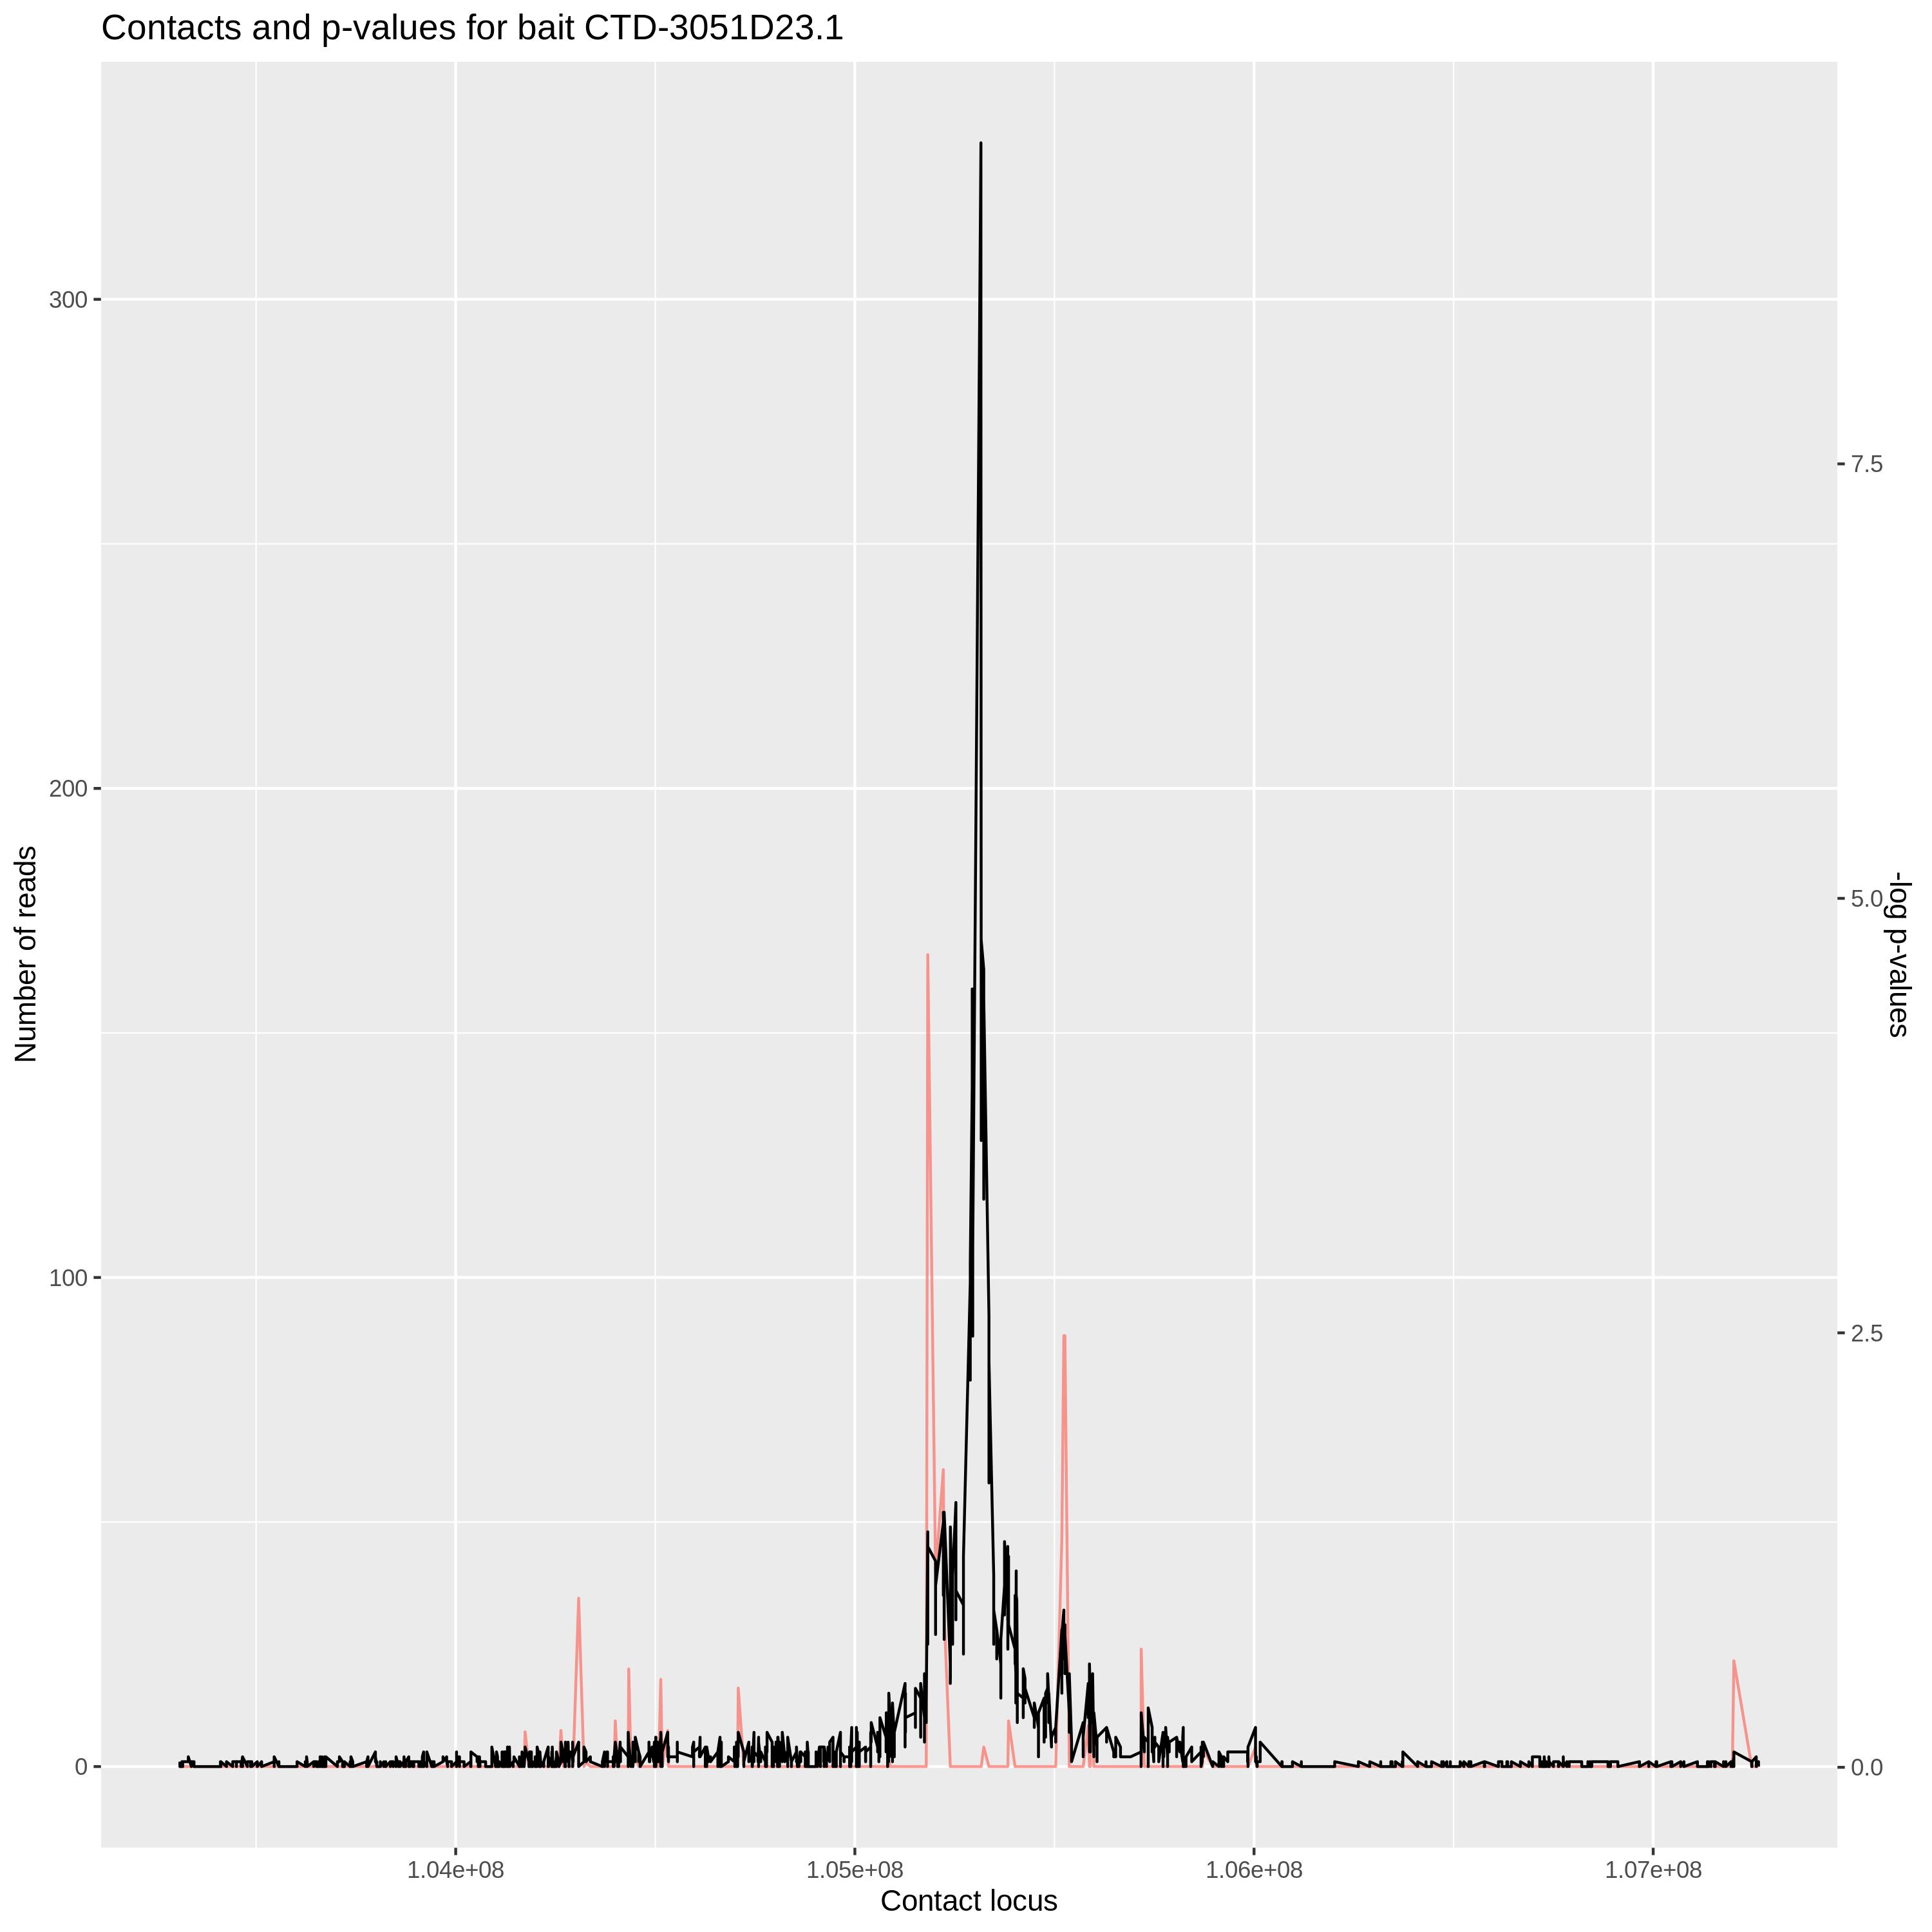 Contacts and p-values for bait CTD-3051D23.1
300
200
100
0
Number of reads
7.5
5.0
2.5
0.0
-log p-values
1.04e+08 1.05e+08 1.06e+08 1.07e+08
Contact locus